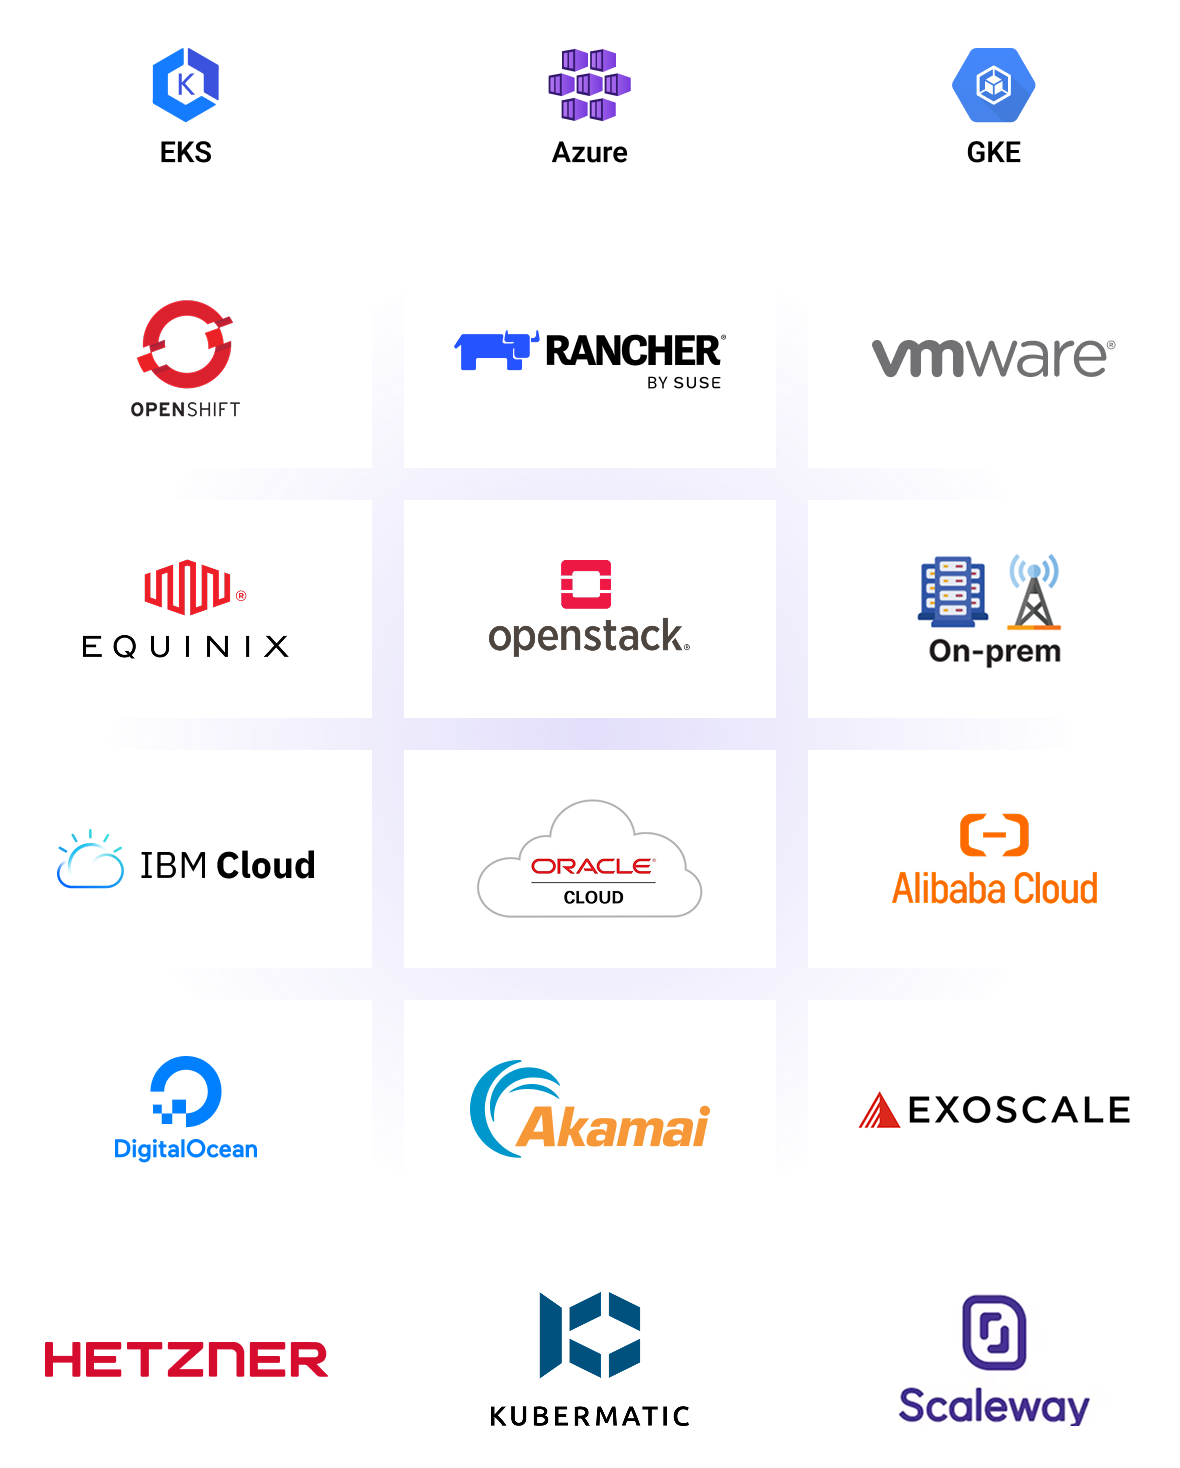 K
EKS
Azure
GKE
OPENSHIFT
RANCHER®
BY SUSE
vmware®
®
EQUINIX
openstack®
On-prem
IBM Cloud
ORACLE®
CLOUD
Alibaba Cloud
DigitalOcean
Akamai
EXOSCALE
HETZNER
KUBERMATIC
Scaleway